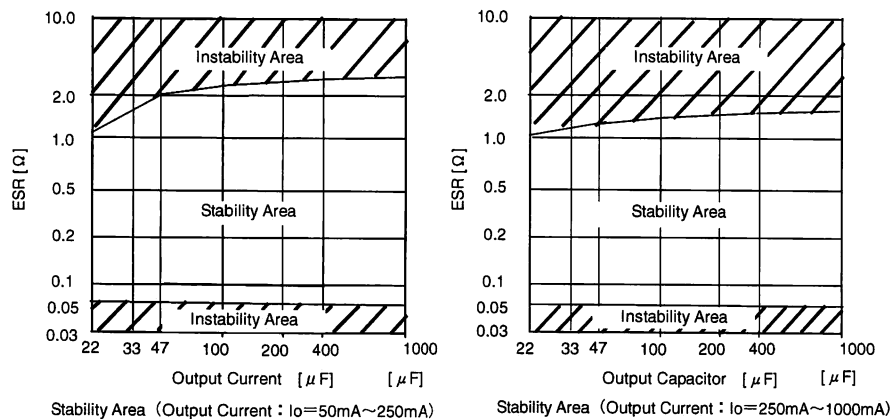 10.0
2.0
1.0
0.5
0.2
0.1
0.05
0.03
ESR [Ω]
Instability Area
Stability Area
Instability Area
22 33 47 100 200 400 1000
Output Current [μF] [μF]
Stability Area (Output Current : Io=50mA~250mA)
10.0
2.0
1.0
0.5
0.2
0.1
0.05
0.03
ESR [Ω]
Instability Area
Stability Area
Instability Area
22 33 47 100 200 400 1000
Output Capacitor [μF] [μF]
Stability Area (Output Current : Io=250mA~1000mA)